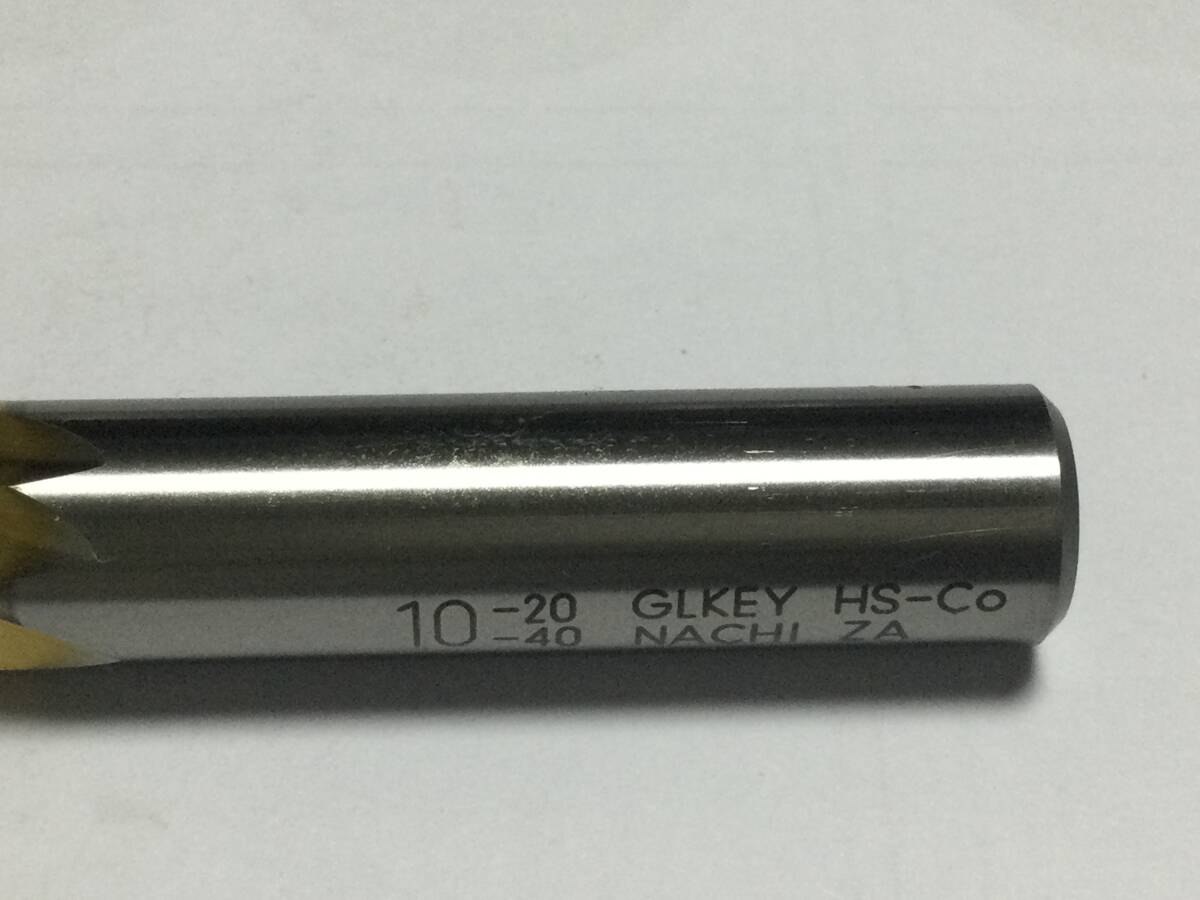 10 -20 GLKEY HS-Co
-40 NACHI ZA